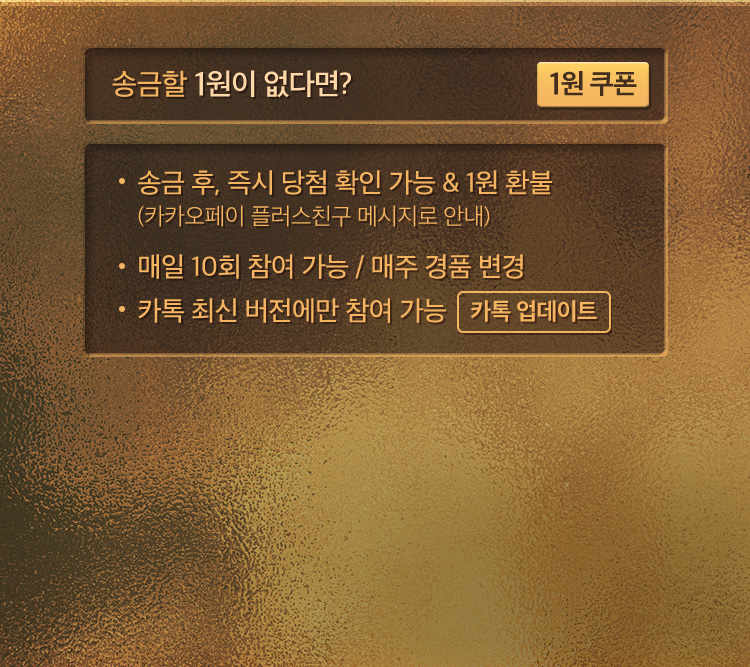 송금할 1원이 없다면?
1원 쿠폰
• 송금 후, 즉시 당첨 확인 가능 & 1원 환불
(카카오페이 플러스친구 메시지로 안내)
• 매일 10회 참여 가능 / 매주 경품 변경
• 카톡 최신 버전에만 참여 가능 카톡 업데이트